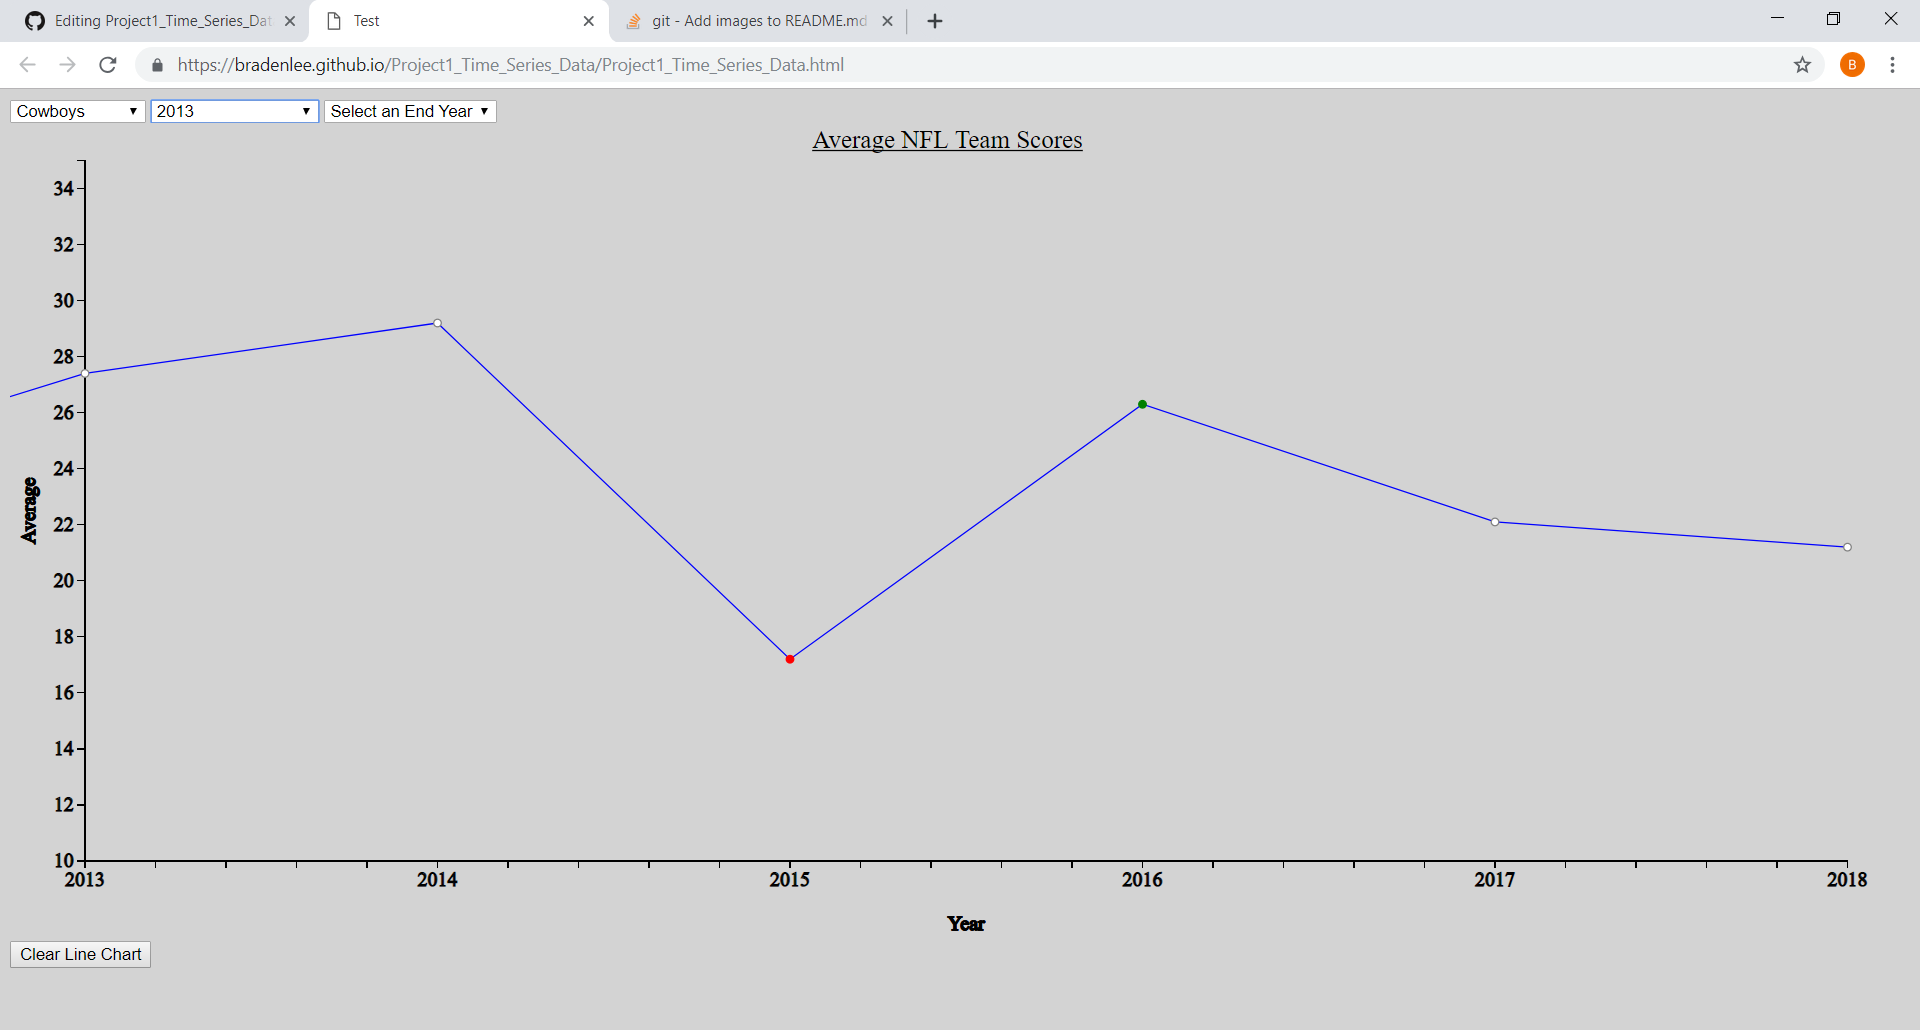 Editing Project1_Time_Series_Dat
Test
git - Add images to README.md
https://bradenlee.github.io/Project1_Time_Series_Data/Project1_Time_Series_Data.html
B
Cowboys
2013
Select an End Year
Average NFL Team Scores
34
32
30
28
26
24
22
20
18
16
14
12
10
Average
2013 2014 2015 2016 2017 2018
Year
Clear Line Chart